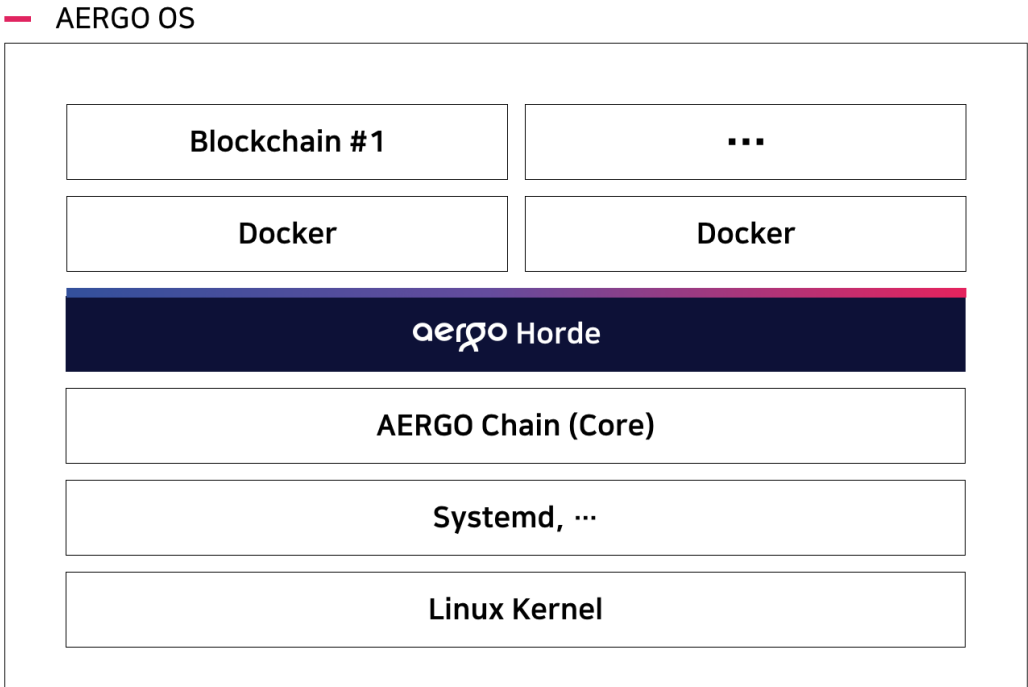 AERGO OS
Blockchain #1
...
Docker
Docker
aergo Horde
AERGO Chain (Core)
Systemd, ...
Linux Kernel